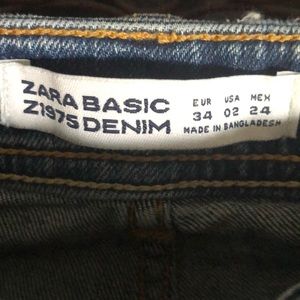 ZARA BASIC
Z1975 DENIM
EUR USA MEX
34 02 24
MADE IN BANGLADESH